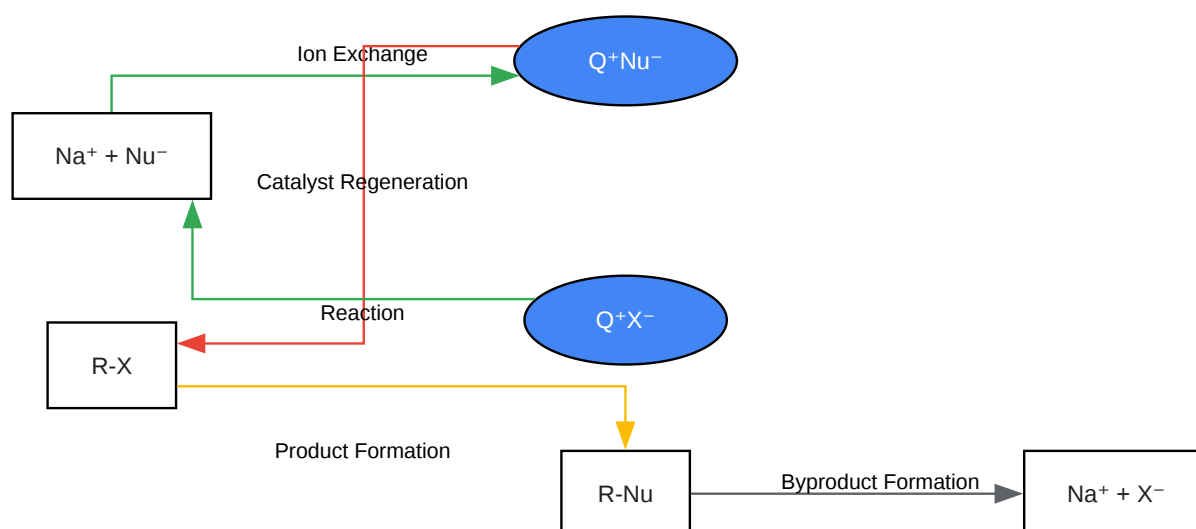 Ion Exchange
Q⁺Nu⁻
Na⁺ + Nu⁻
Catalyst Regeneration
Reaction
Q⁺X⁻
R-X
Product Formation
R-Nu
Byproduct Formation
Na⁺ + X⁻